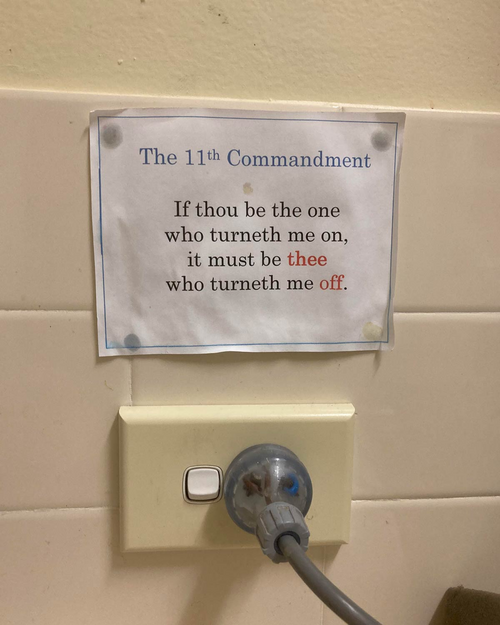 The 11th Commandment
If thou be the one
who turneth me on,
it must be thee
who turneth me off.